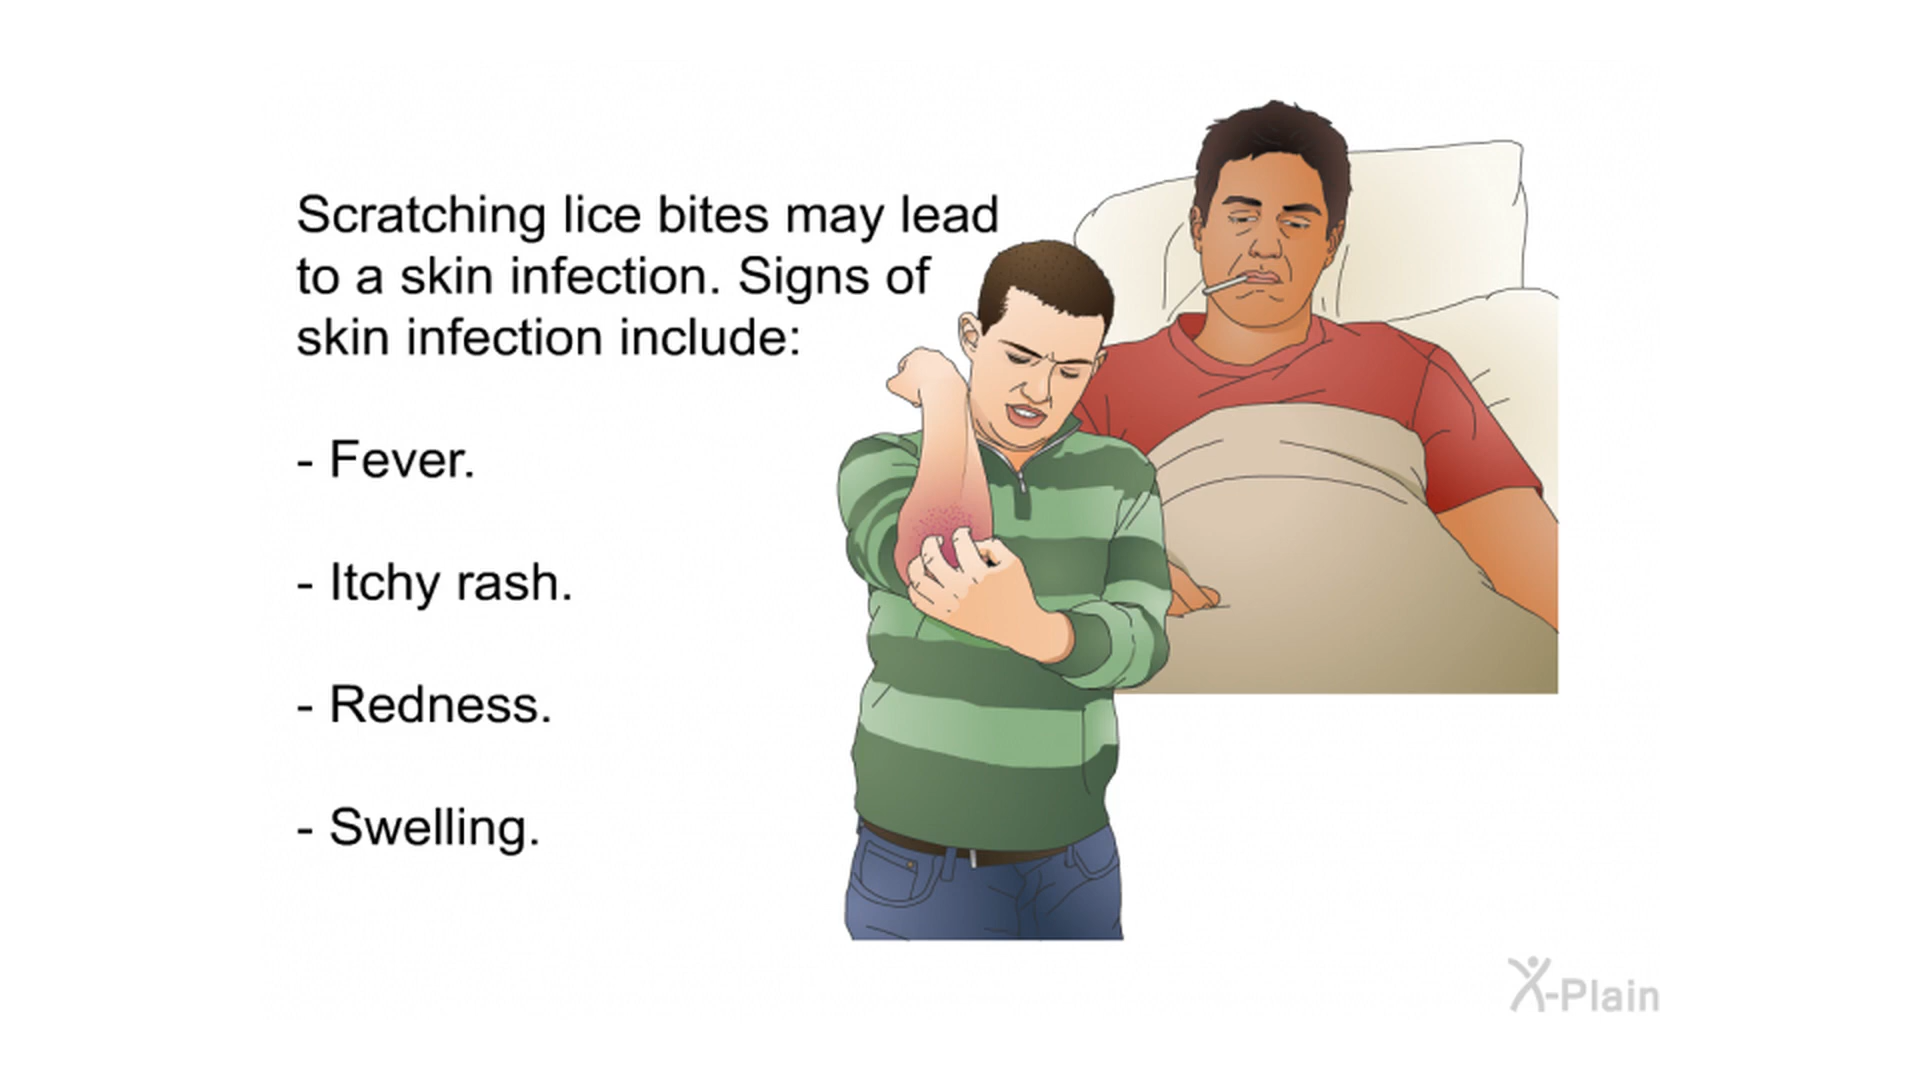 Scratching lice bites may lead
to a skin infection. Signs of
skin infection include:
- Fever.
- Itchy rash.
- Redness.
- Swelling.
X-Plain